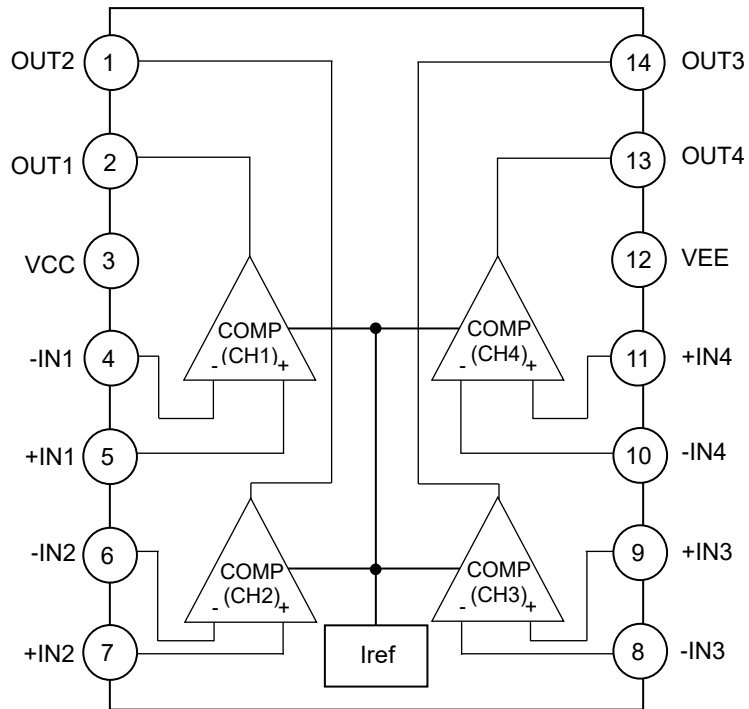 OUT2 1
14 OUT3
OUT1 2
13 OUT4
VCC 3
12 VEE
COMP
(CH1)
- +
COMP
(CH4)
- +
-IN1 4
11 +IN4
+IN1 5
10 -IN4
-IN2 6
9 +IN3
COMP
(CH2)
- +
COMP
(CH3)
- +
+IN2 7
Iref
8 -IN3